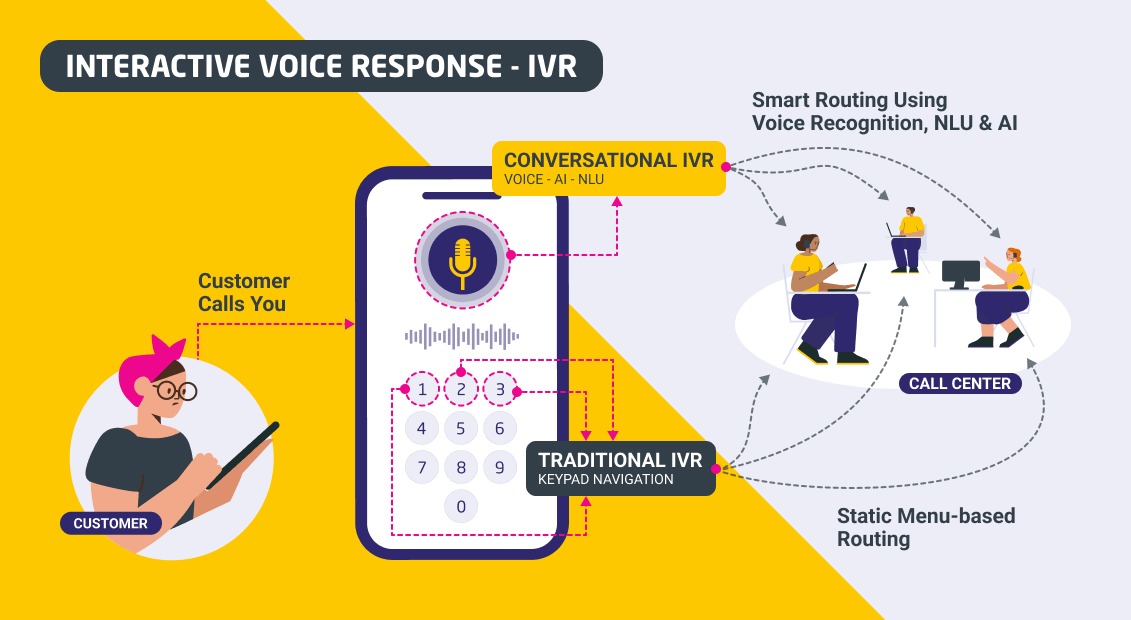 INTERACTIVE VOICE RESPONSE - IVR
Smart Routing Using
Voice Recognition, NLU & AI
CONVERSATIONAL IVR
VOICE - AI - NLU
Customer
Calls You
1 2 3
4 5 6
7 8 9
0
CALL CENTER
TRADITIONAL IVR
KEYPAD NAVIGATION
CUSTOMER
Static Menu-based
Routing